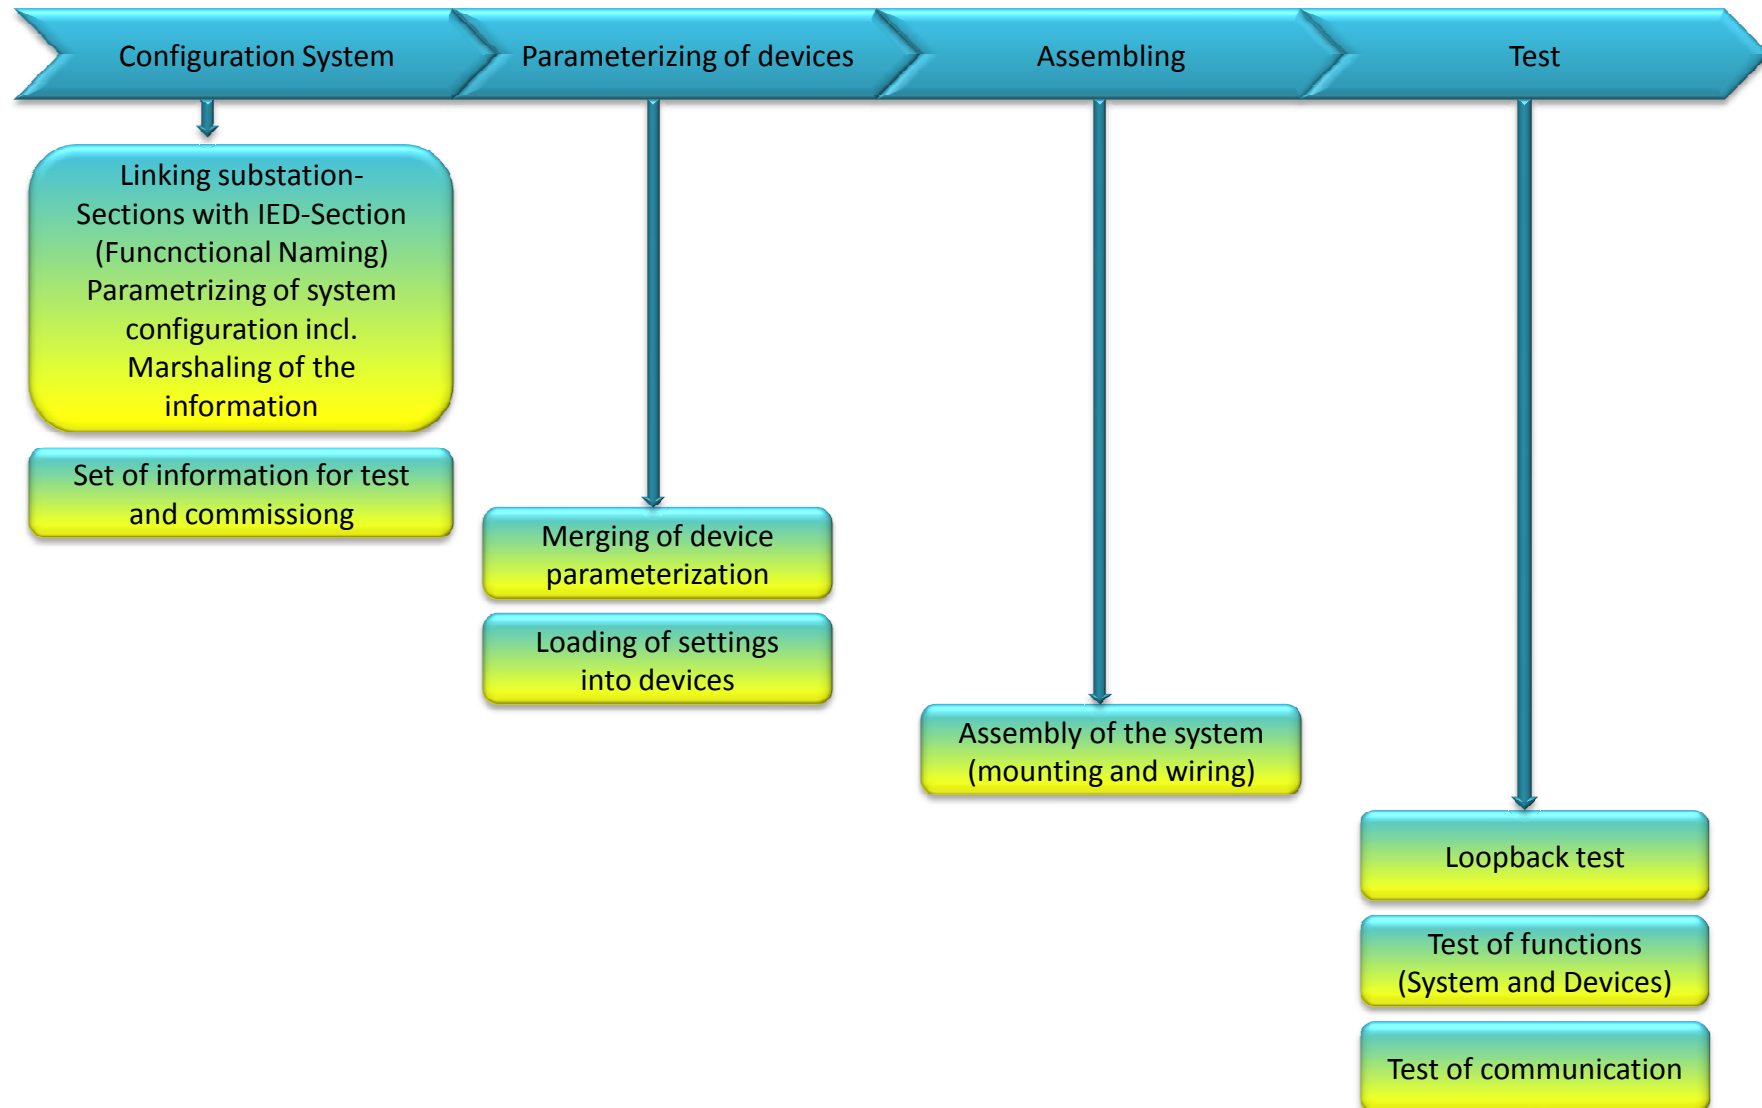 Configuration System
Parameterizing of devices
Assembling
Test
Linking substation-
Sections with IED-Section
(Funcnctional Naming)
Parametrizing of system
configuration incl.
Marshaling of the
information
Set of information for test
and commissiong
Merging of device
parameterization
Loading of settings
into devices
Assembly of the system
(mounting and wiring)
Loopback test
Test of functions
(System and Devices)
Test of communication